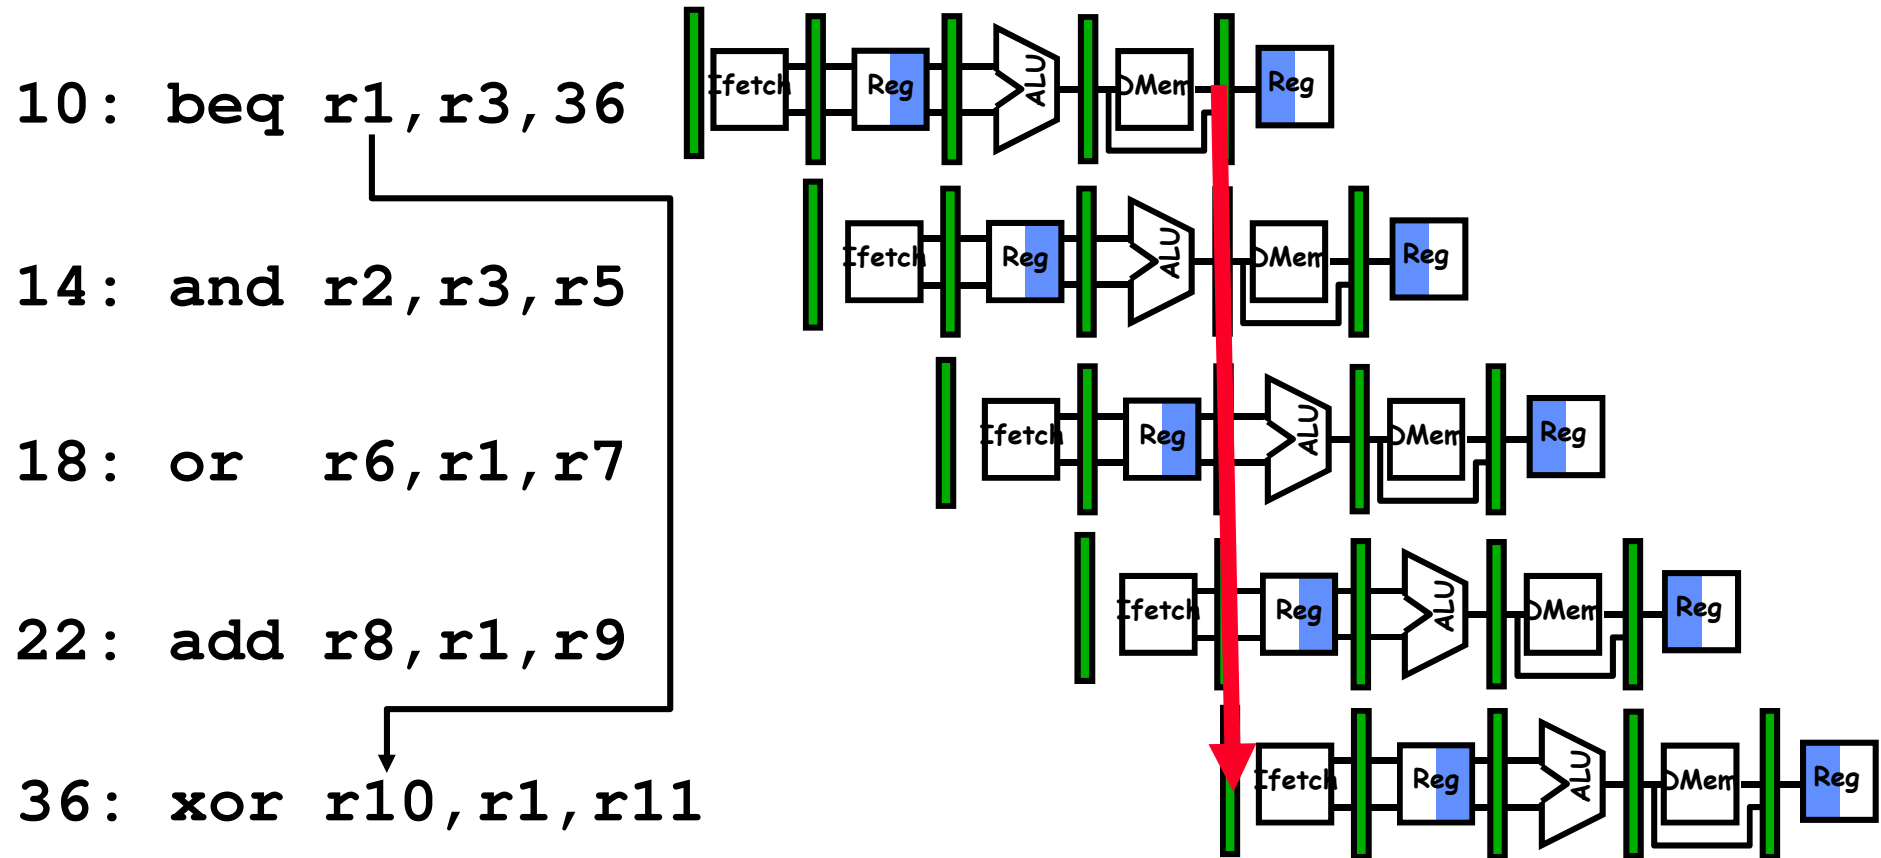 10: beq r1,r3,36 Ifetch Reg ALU DMem Reg
14: and r2,r3,r5 Ifetch Reg ALU DMem Reg
18: or r6,r1,r7 Ifetch Reg ALU DMem Reg
22: add r8,r1,r9 Ifetch Reg ALU DMem Reg
36: xor r10,r1,r11 Ifetch Reg ALU DMem Reg